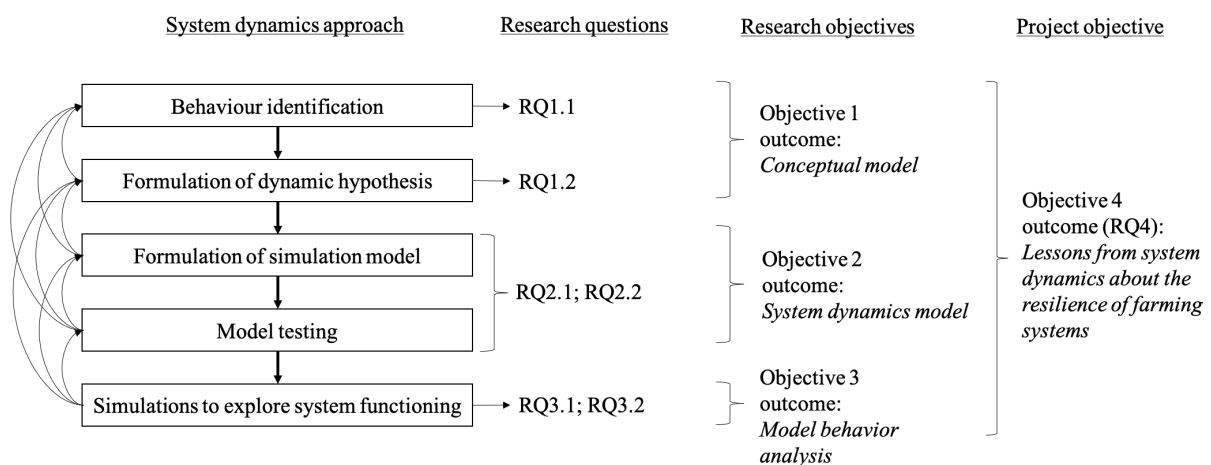 System dynamics approach
Research questions
Research objectives
Project objective
Behaviour identification
RQ1.1
Formulation of dynamic hypothesis
RQ1.2
Formulation of simulation model
Model testing
RQ2.1; RQ2.2
Simulations to explore system functioning
RQ3.1; RQ3.2
Objective 1
outcome:
Conceptual model
Objective 2
outcome:
System dynamics model
Objective 3
outcome:
Model behavior
analysis
Objective 4
outcome (RQ4):
Lessons from system
dynamics about the
resilience of farming
systems